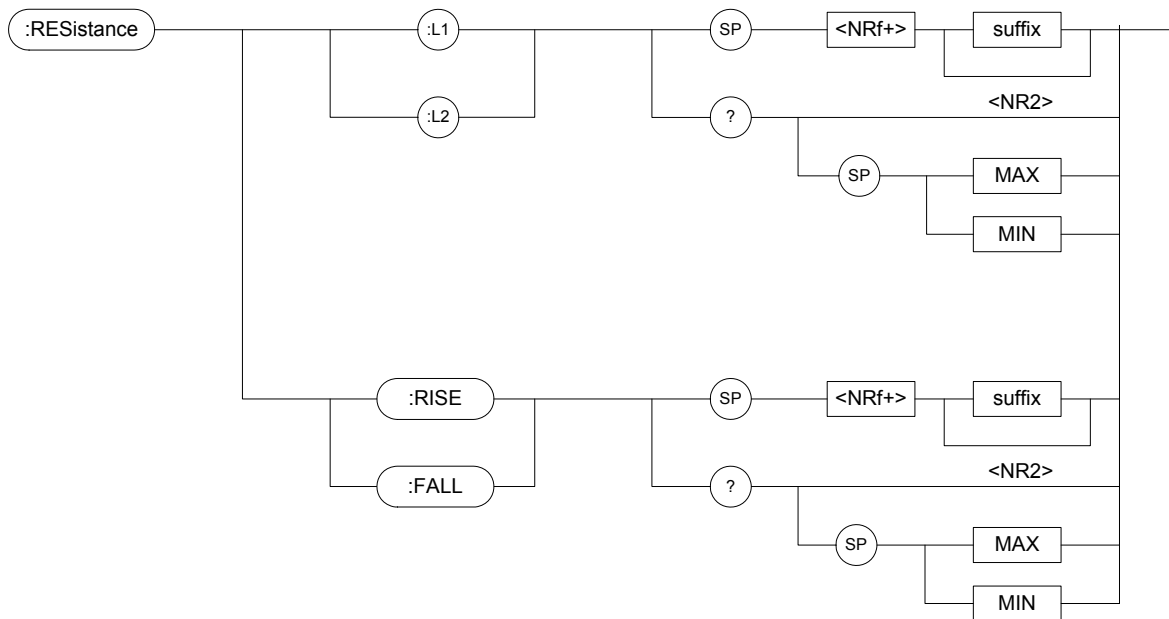 :RESistance :L1 SP <NRf+> suffix
:L2 ? <NR2>
SP MAX
MIN
:RISE SP <NRf+> suffix
:FALL ? <NR2>
SP MAX
MIN